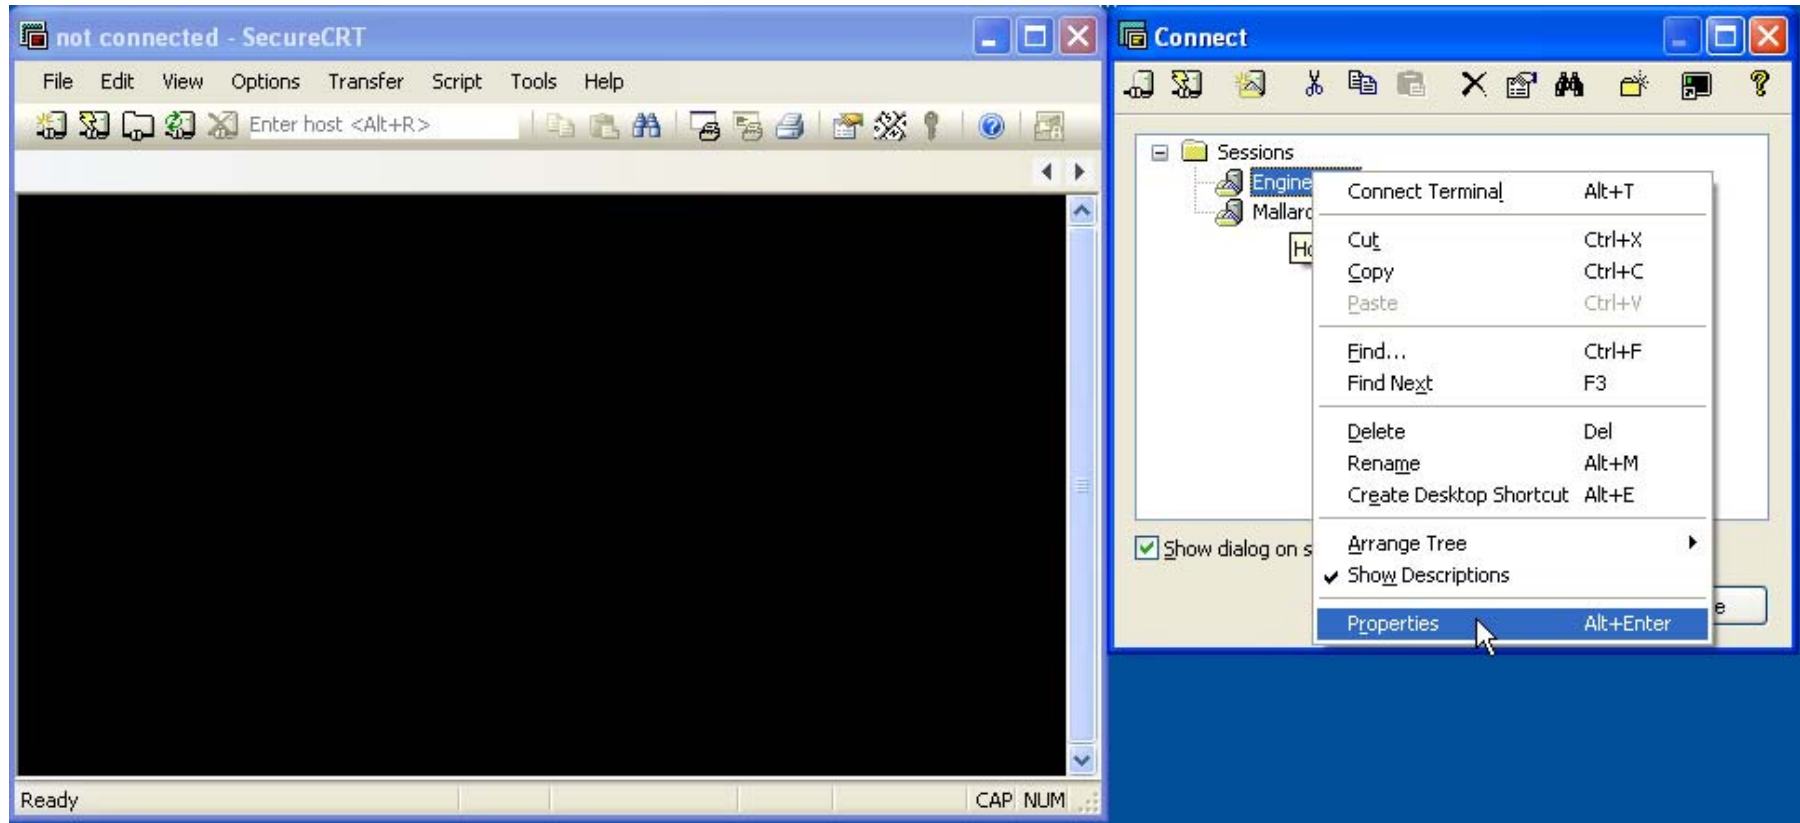 not connected - SecureCRT
File Edit View Options Transfer Script Tools Help
Enter host <Alt+R>
Ready
CAP NUM
Connect
Sessions
Engine
Mallard
Connect Terminal Alt+T
Cut Ctrl+X
Copy Ctrl+C
Paste Ctrl+V
Find... Ctrl+F
Find Next F3
Delete Del
Rename Alt+M
Create Desktop Shortcut Alt+E
Arrange Tree
Show Descriptions
Properties Alt+Enter
Show dialog on s